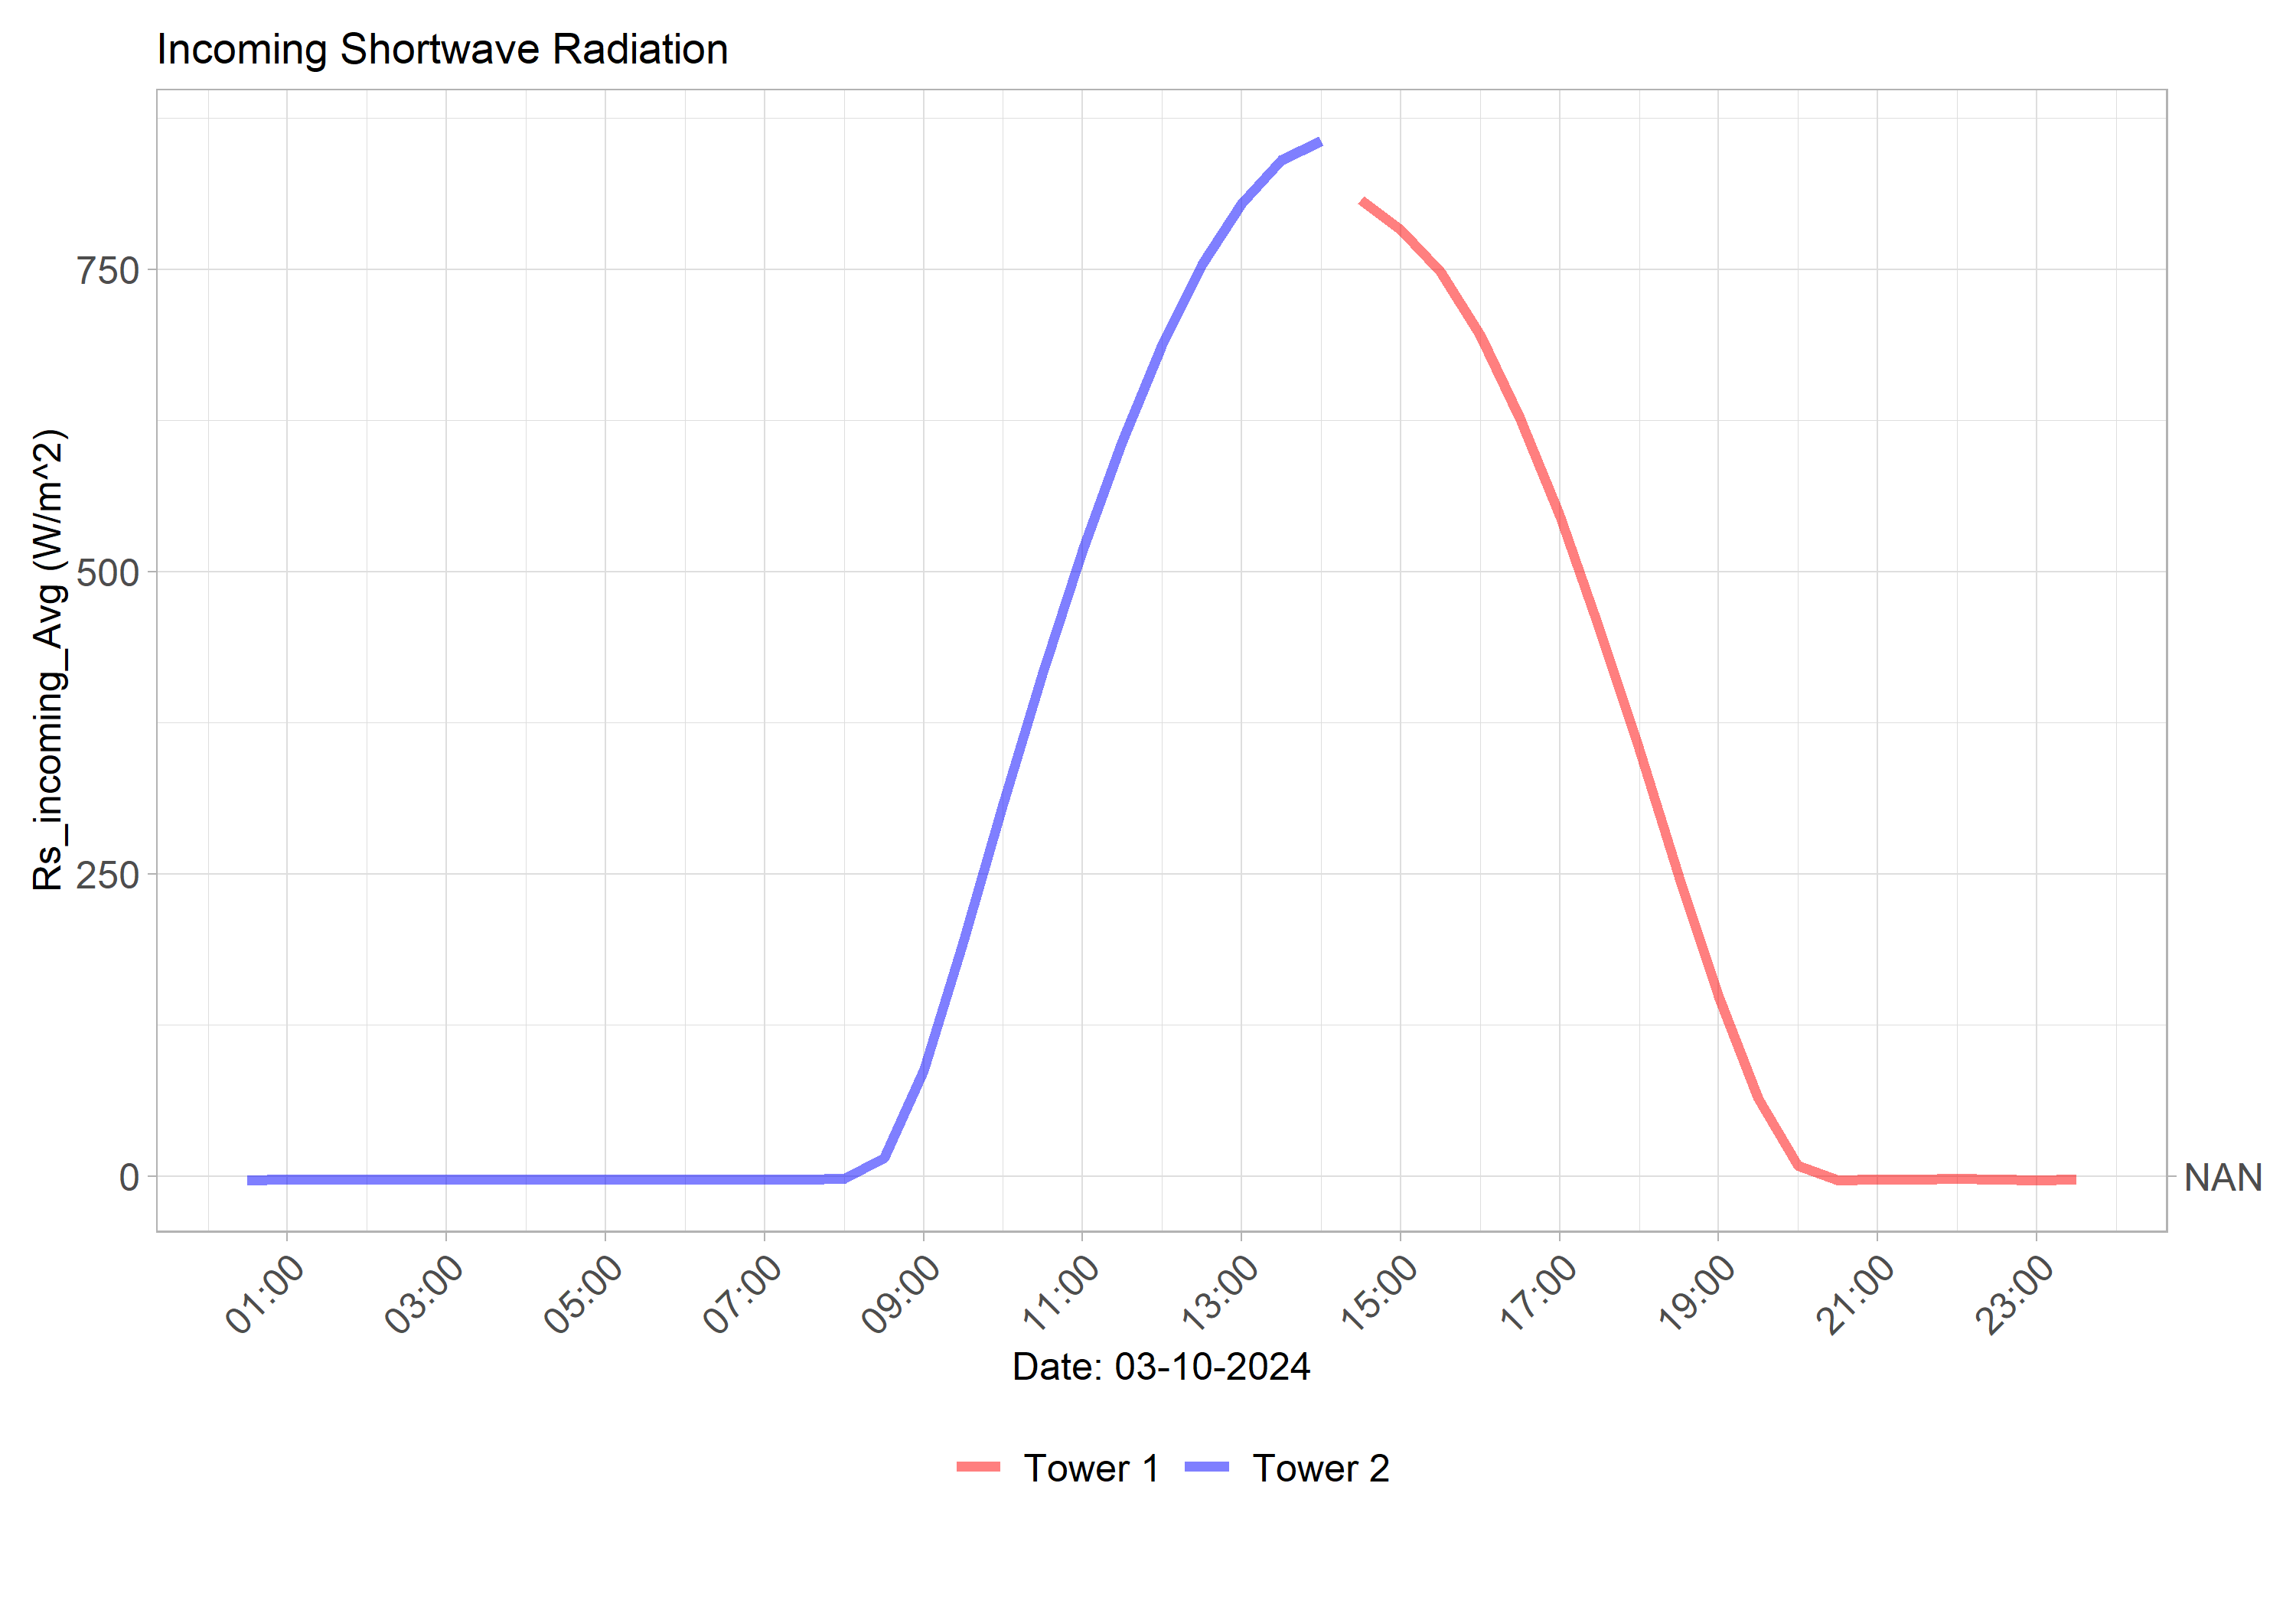 Incoming Shortwave Radiation
Rs_incoming_Avg (W/m^2)
750
500
250
0
NAN
01:00
03:00
05:00
07:00
09:00
11:00
13:00
15:00
17:00
19:00
21:00
23:00
Date: 03-10-2024
Tower 1
Tower 2